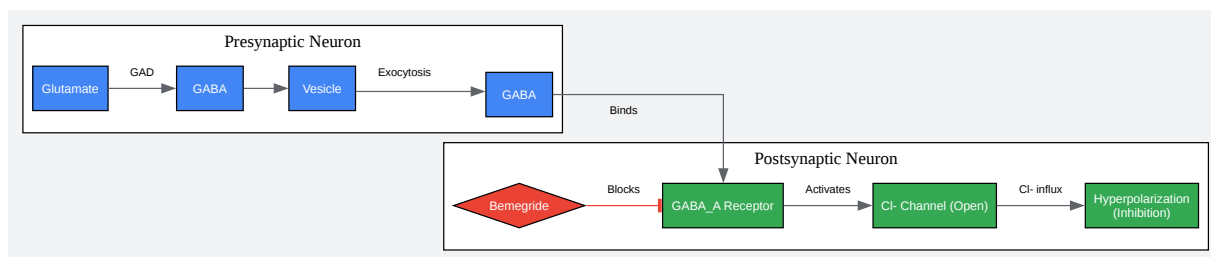 Presynaptic Neuron
Glutamate
GAD
GABA
Vesicle
Exocytosis
GABA
Binds
Postsynaptic Neuron
Bemegride
Blocks
GABA_A Receptor
Activates
Cl- Channel (Open)
Cl- influx
Hyperpolarization
(Inhibition)